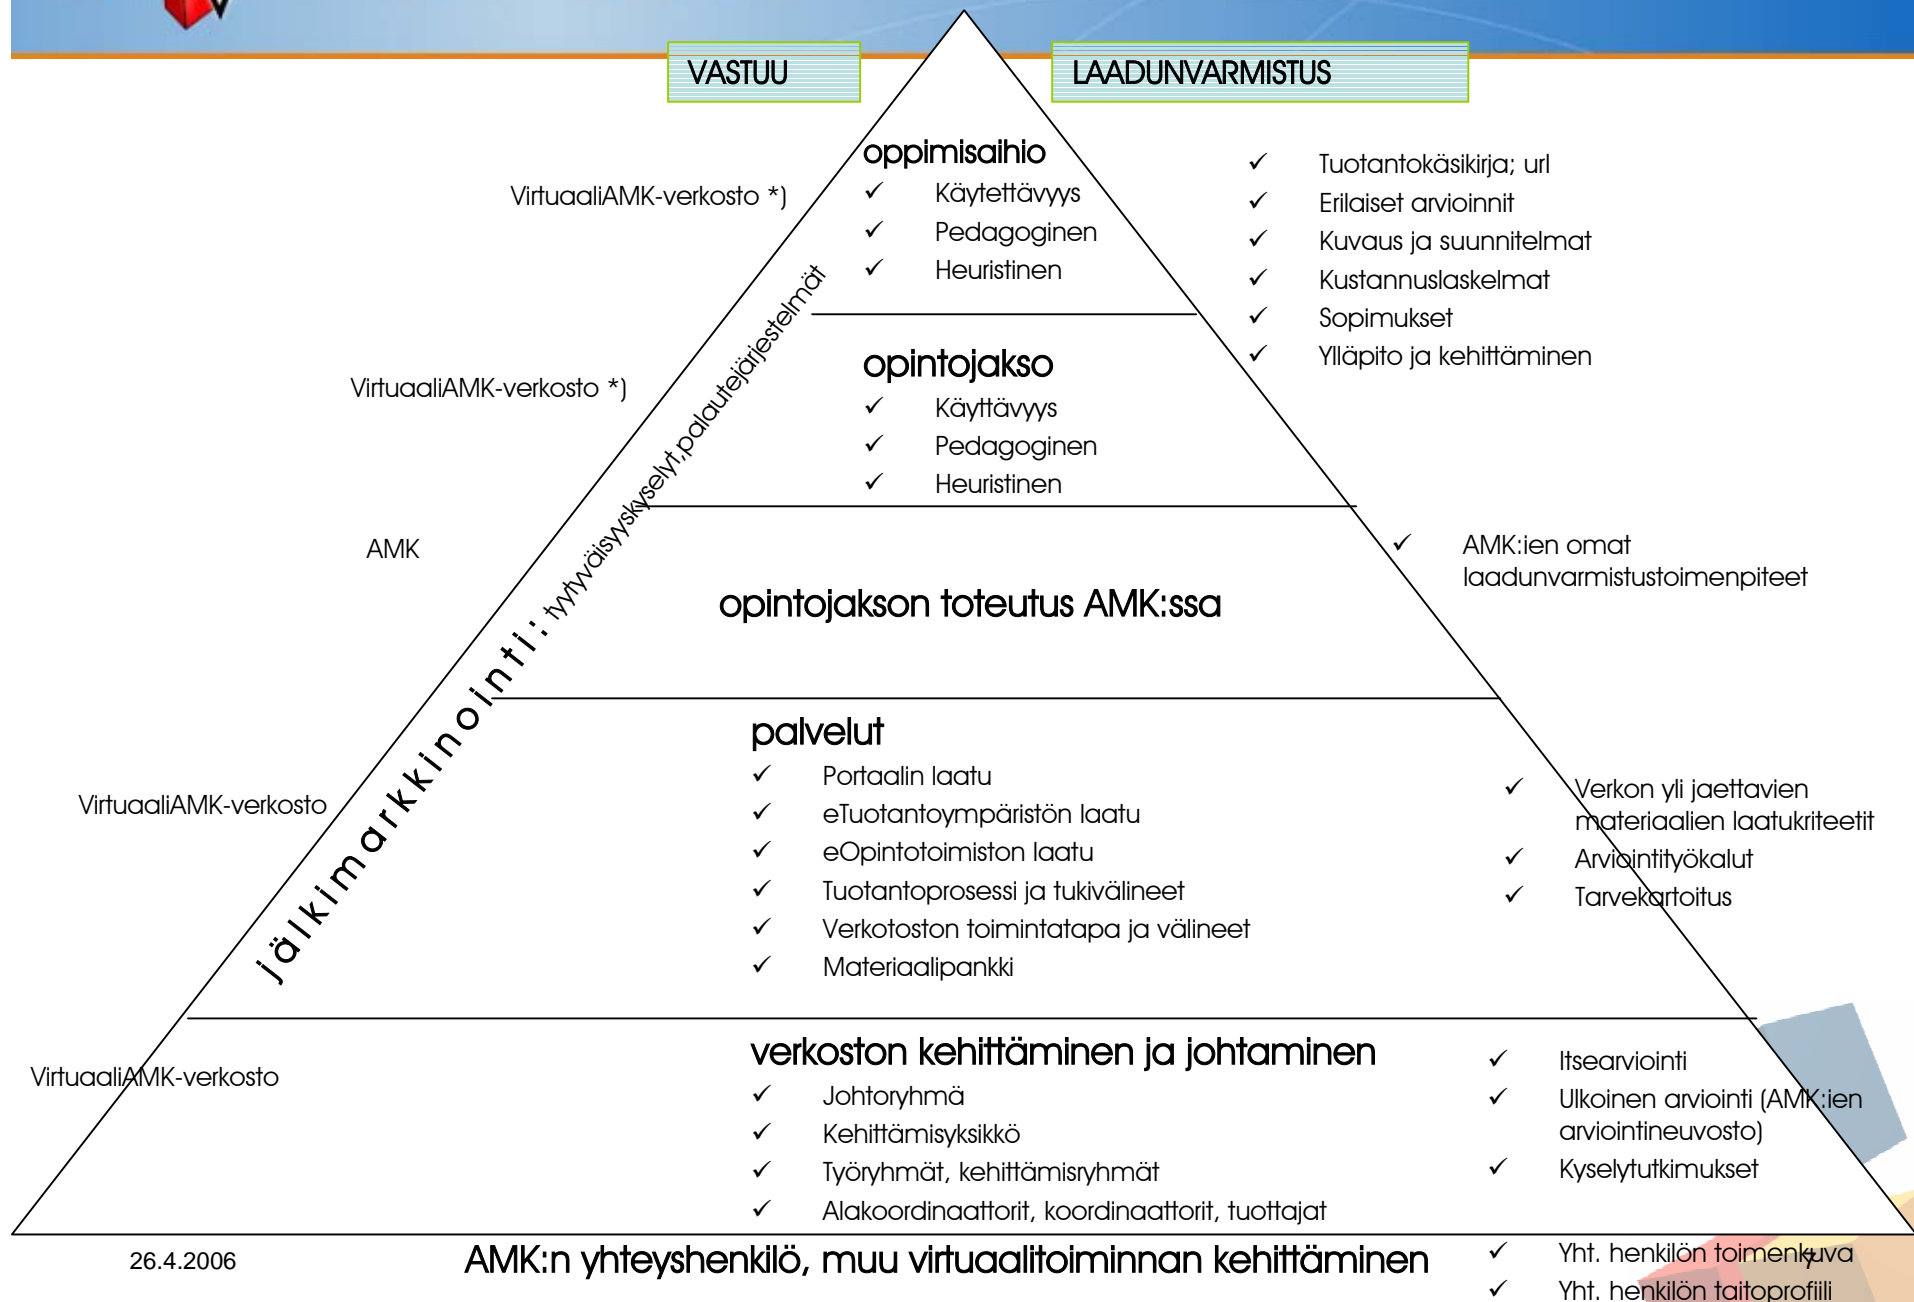 VASTUU
LAADUNVARMISTUS
oppimisaihio
✓ Käytettävyys
✓ Pedagoginen
✓ Heuristinen
VirtuaaliAMK-verkosto *)
✓ Tuotantokäsikirja; url
✓ Erilaiset arvioinnit
✓ Kuvaus ja suunnitelmat
✓ Kustannuslaskelmat
✓ Sopimukset
✓ Ylläpito ja kehittäminen
opintojakso
✓ Käyttävyys
✓ Pedagoginen
✓ Heuristinen
VirtuaaliAMK-verkosto *)
jälkimarkkinointi: tyytyväisyyskyselyt,palautejärjestelmät
AMK
opintojakson toteutus AMK:ssa
✓ AMK:ien omat
laadunvarmistustoimenpiteet
palvelut
✓ Portaalin laatu
✓ eTuotantoympäristön laatu
✓ eOpintotoimiston laatu
✓ Tuotantoprosessi ja tukivälineet
✓ Verkotoston toimintatapa ja välineet
✓ Materiaalipankki
VirtuaaliAMK-verkosto
✓ Verkon yli jaettavien
materiaalien laatukriteetit
✓ Arviointityökalut
✓ Tarvekartoitus
verkoston kehittäminen ja johtaminen
✓ Johtoryhmä
✓ Kehittämisyksikkö
✓ Työryhmät, kehittämisryhmät
✓ Alakoordinaattorit, koordinaattorit, tuottajat
VirtuaaliAMK-verkosto
✓ Itsearviointi
✓ Ulkoinen arviointi (AMK:ien
arviointineuvosto)
✓ Kyselytutkimukset
26.4.2006
AMK:n yhteyshenkilö, muu virtuaalitoiminnan kehittäminen
✓ Yht. henkilön toimenkuva
✓ Yht. henkilön taitoprofiili
7